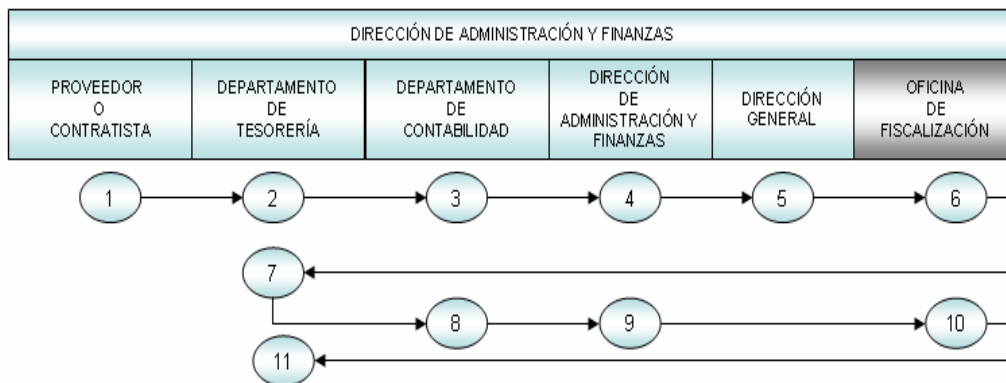 DIRECCIÓN DE ADMINISTRACIÓN Y FINANZAS
PROVEEDOR
O
CONTRATISTA
DEPARTAMENTO
DE
TESORERÍA
DEPARTAMENTO
DE
CONTABILIDAD
DIRECCIÓN
DE
ADMINISTRACIÓN Y
FINANZAS
DIRECCIÓN
GENERAL
OFICINA
DE
FISCALIZACIÓN
1 2 3 4 5 6
7
8 9 10
11